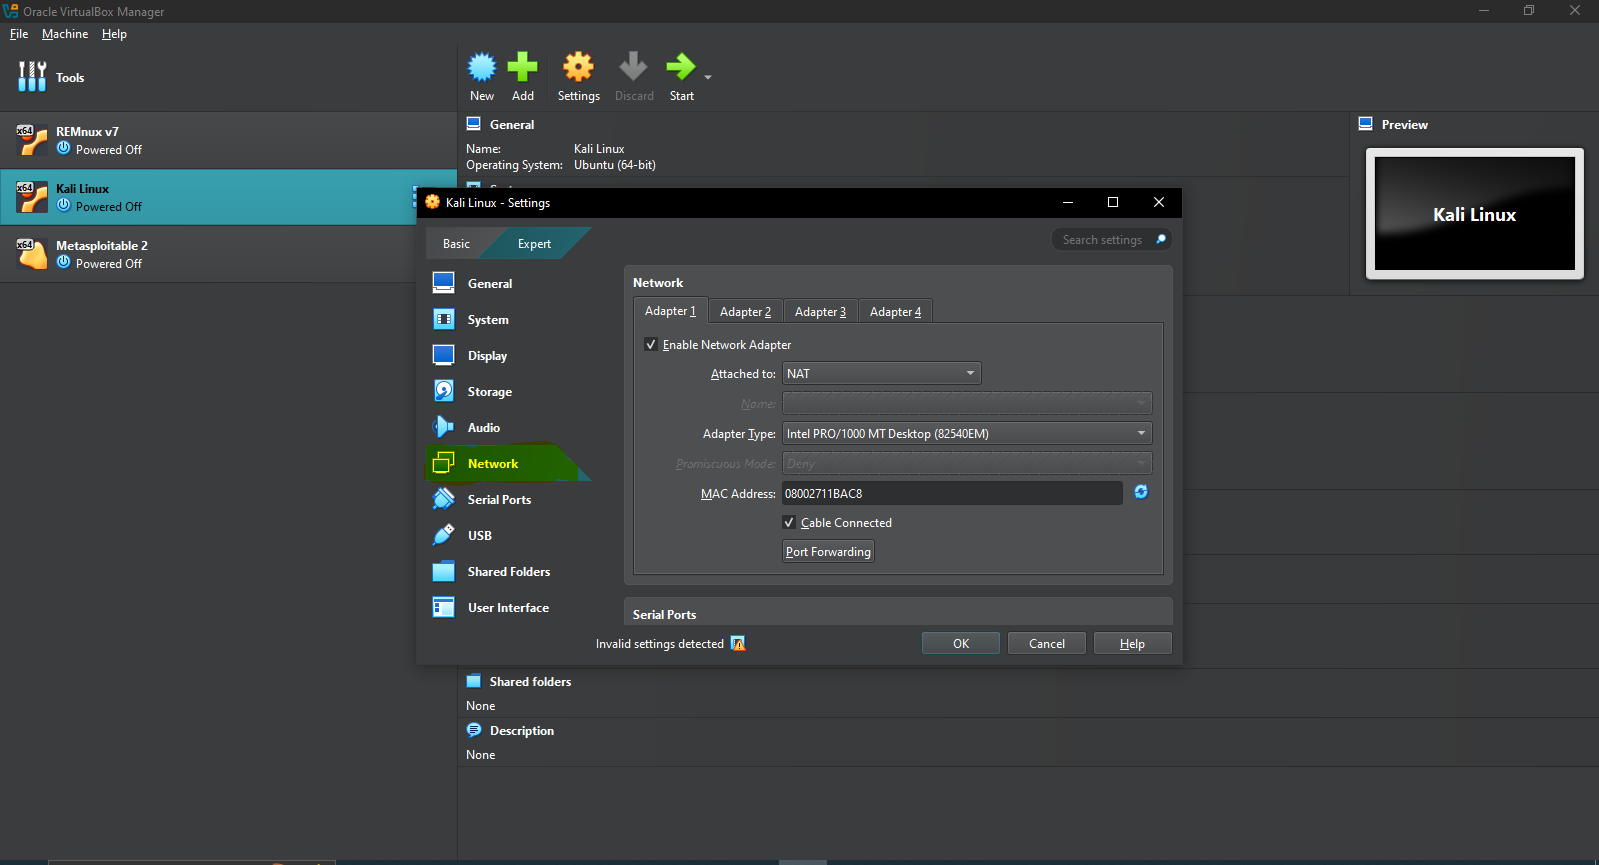 Oracle VirtualBox Manager
File Machine Help
Tools
New Add Settings Discard Start
x64 REMnux v7
Powered Off
x64 Kali Linux
Powered Off
x64 Metasploitable 2
Powered Off
General
Name: Kali Linux
Operating System: Ubuntu (64-bit)
Preview
Kali Linux
Kali Linux - Settings
Basic Expert
Search settings
General
System
Display
Storage
Audio
Network
Serial Ports
USB
Shared Folders
User Interface
Network
Adapter 1 Adapter 2 Adapter 3 Adapter 4
Enable Network Adapter
Attached to: NAT
Name:
Adapter Type: Intel PRO/1000 MT Desktop (82540EM)
Promiscuous Mode: Deny
MAC Address: 08002711BAC8
Cable Connected
Port Forwarding
Serial Ports
Invalid settings detected
OK Cancel Help
Shared folders
None
Description
None